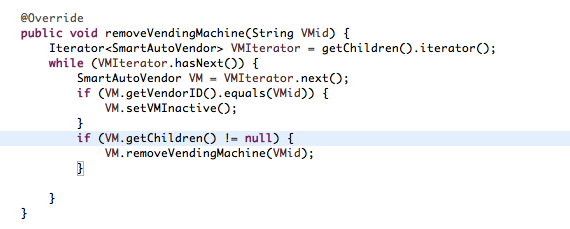 @Override
public void removeVendingMachine(String VMid) {
    Iterator<SmartAutoVendor> VMIterator = getChildren().iterator();
    while (VMIterator.hasNext()) {
        SmartAutoVendor VM = VMIterator.next();
        if (VM.getVendorID().equals(VMid)) {
            VM.setVMInactive();
        }
        if (VM.getChildren() != null) {
            VM.removeVendingMachine(VMid);
        }
    }
}